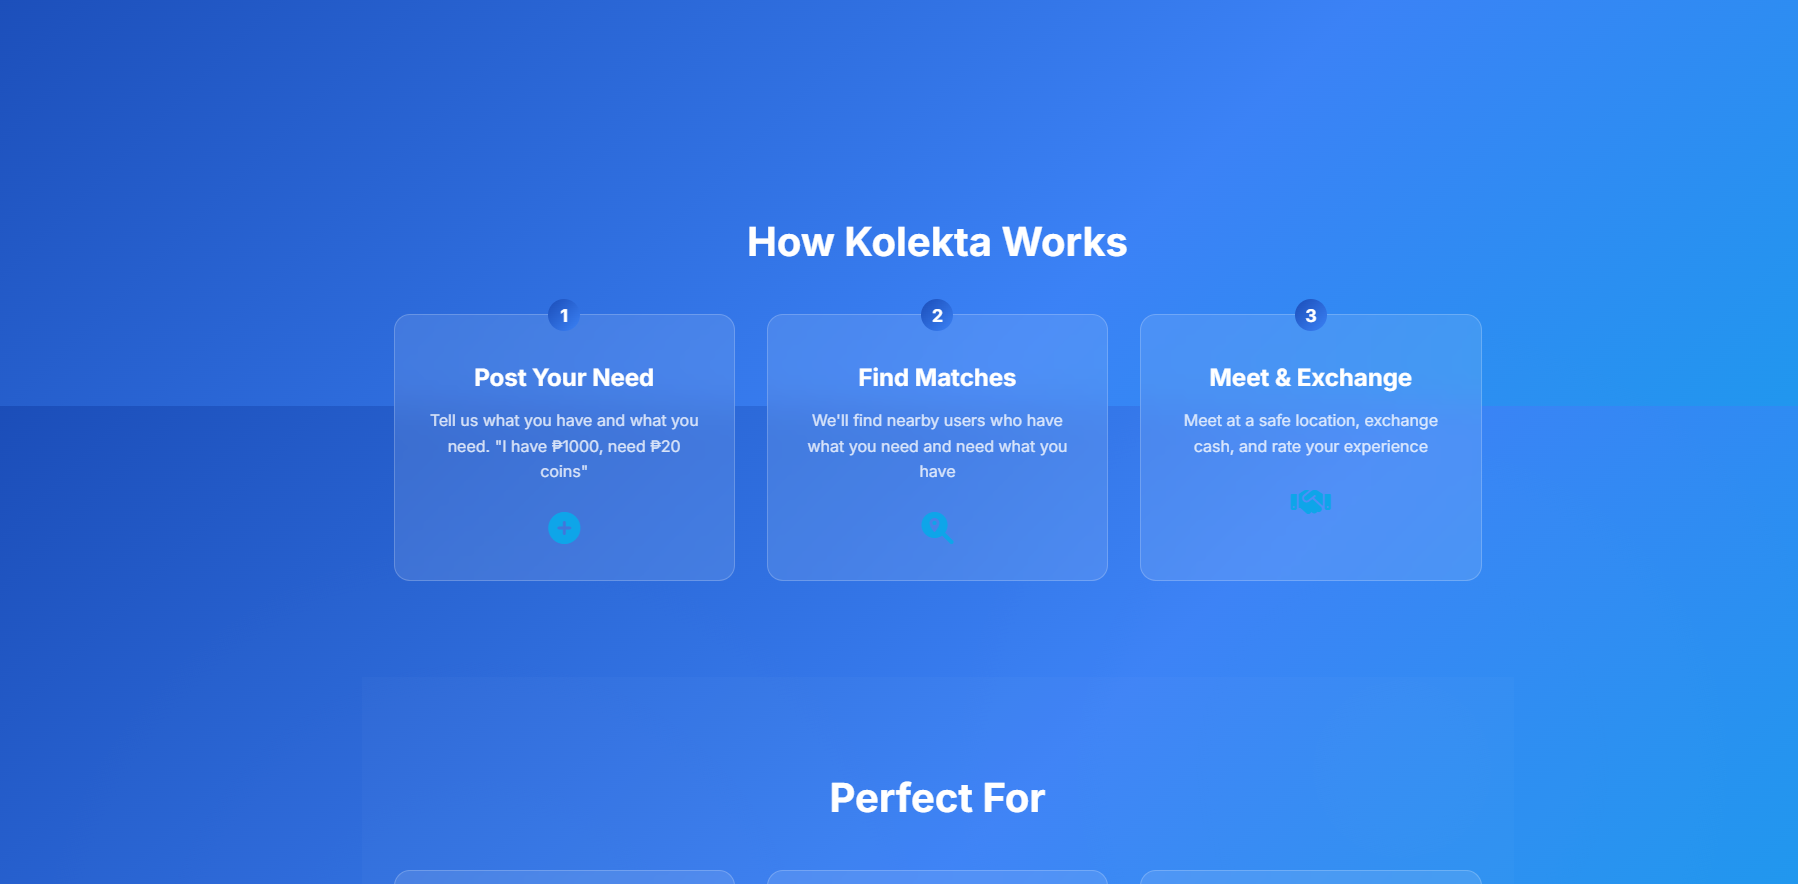 How Kolekta Works
1
Post Your Need
Tell us what you have and what you
need. "I have ₱1000, need ₱20
coins"
2
Find Matches
We'll find nearby users who have
what you need and need what you
have
3
Meet & Exchange
Meet at a safe location, exchange
cash, and rate your experience
Perfect For